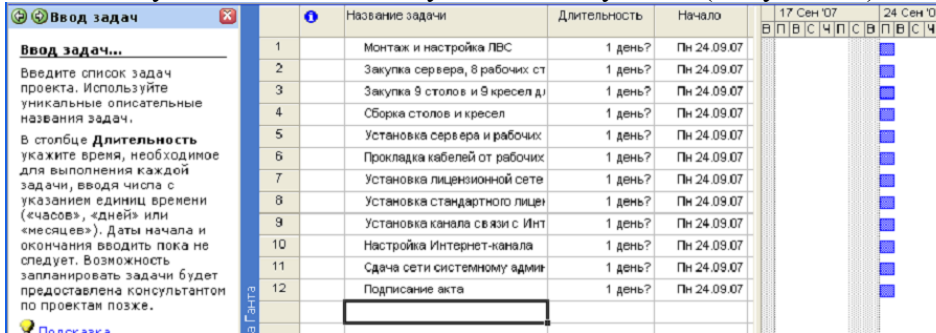 Ввод задач
Ввод задач...
Введите список задач
проекта. Используйте
уникальные описательные
названия задач.
В столбце Длительность
укажите время, необходимое
для выполнения каждой
задачи, вводя числа с
указанием единиц времени
(«часов», «дней» или
«месяцев»). Даты начала и
окончания вводить пока не
следует. Возможность
запланировать задачи будет
предоставлена консультантом
по проектам позже.
Подсказка
Название задачи Длительность Начало 17 Сен '07 24 Сен '0
В П В С Ч П С В П В С Ч
1 Монтаж и настройка ЛВС 1 день? Пн 24.09.07
2 Закупка сервера, 8 рабочих ст 1 день? Пн 24.09.07
3 Закупка 9 столов и 9 кресел дл 1 день? Пн 24.09.07
4 Сборка столов и кресел 1 день? Пн 24.09.07
5 Установка сервера и рабочих 1 день? Пн 24.09.07
6 Прокладка кабелей от рабочих 1 день? Пн 24.09.07
7 Установка лицензионной сете 1 день? Пн 24.09.07
8 Установка стандартного лицен 1 день? Пн 24.09.07
9 Установка канала связи с Инт 1 день? Пн 24.09.07
10 Настройка Интернет-канала 1 день? Пн 24.09.07
11 Сдача сети системному админ 1 день? Пн 24.09.07
12 Подписание акта 1 день? Пн 24.09.07
а Ганта